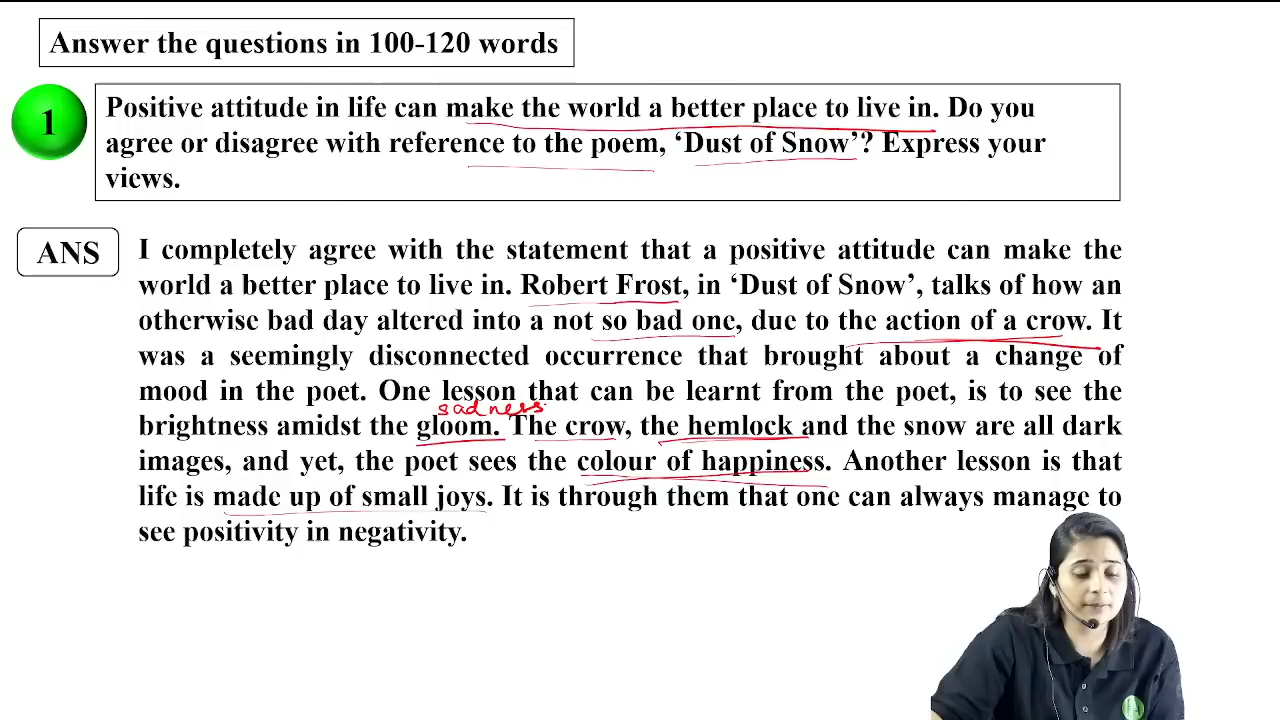 Answer the questions in 100-120 words
1
Positive attitude in life can make the world a better place to live in. Do you
agree or disagree with reference to the poem, ‘Dust of Snow’? Express your
views.
ANS
I completely agree with the statement that a positive attitude can make the
world a better place to live in. Robert Frost, in ‘Dust of Snow’, talks of how an
otherwise bad day altered into a not so bad one, due to the action of a crow. It
was a seemingly disconnected occurrence that brought about a change of
mood in the poet. One lesson that can be learnt from the poet, is to see the
sadness
brightness amidst the gloom. The crow, the hemlock and the snow are all dark
images, and yet, the poet sees the colour of happiness. Another lesson is that
life is made up of small joys. It is through them that one can always manage to
see positivity in negativity.